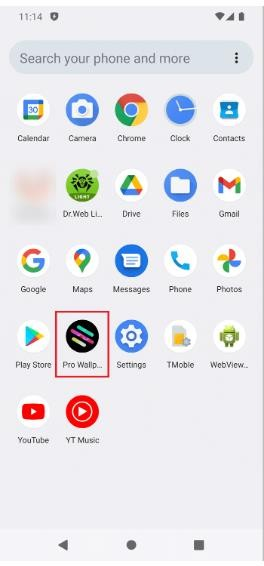 11:14
Search your phone and more
30
Calendar Camera Chrome Clock Contacts
LIGHT
Dr.Web Li... Drive Files Gmail
Google Maps Messages Phone Photos
Play Store Pro Wallp... Settings TMoble WebView...
YouTube YT Music